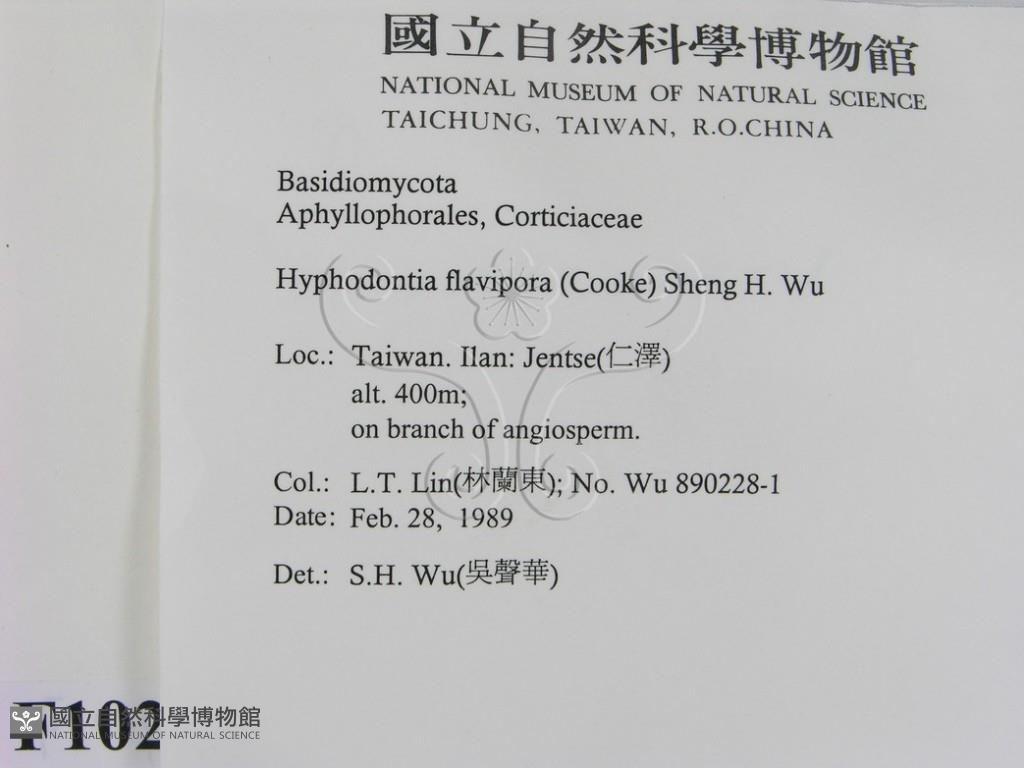 國立自然科學博物館
NATIONAL MUSEUM OF NATURAL SCIENCE
TAICHUNG, TAIWAN, R.O.CHINA
Basidiomycota
Aphyllophorales, Corticiaceae
Hyphodontia flavipora (Cooke) Sheng H. Wu
Loc.: Taiwan. Ilan: Jentse(仁澤)
alt. 400m;
on branch of angiosperm.
Col.: L.T. Lin(林蘭東); No. Wu 890228-1
Date: Feb. 28, 1989
Det.: S.H. Wu(吳聲華)
F102
國立自然科學博物館
NATIONAL MUSEUM OF NATURAL SCIENCE